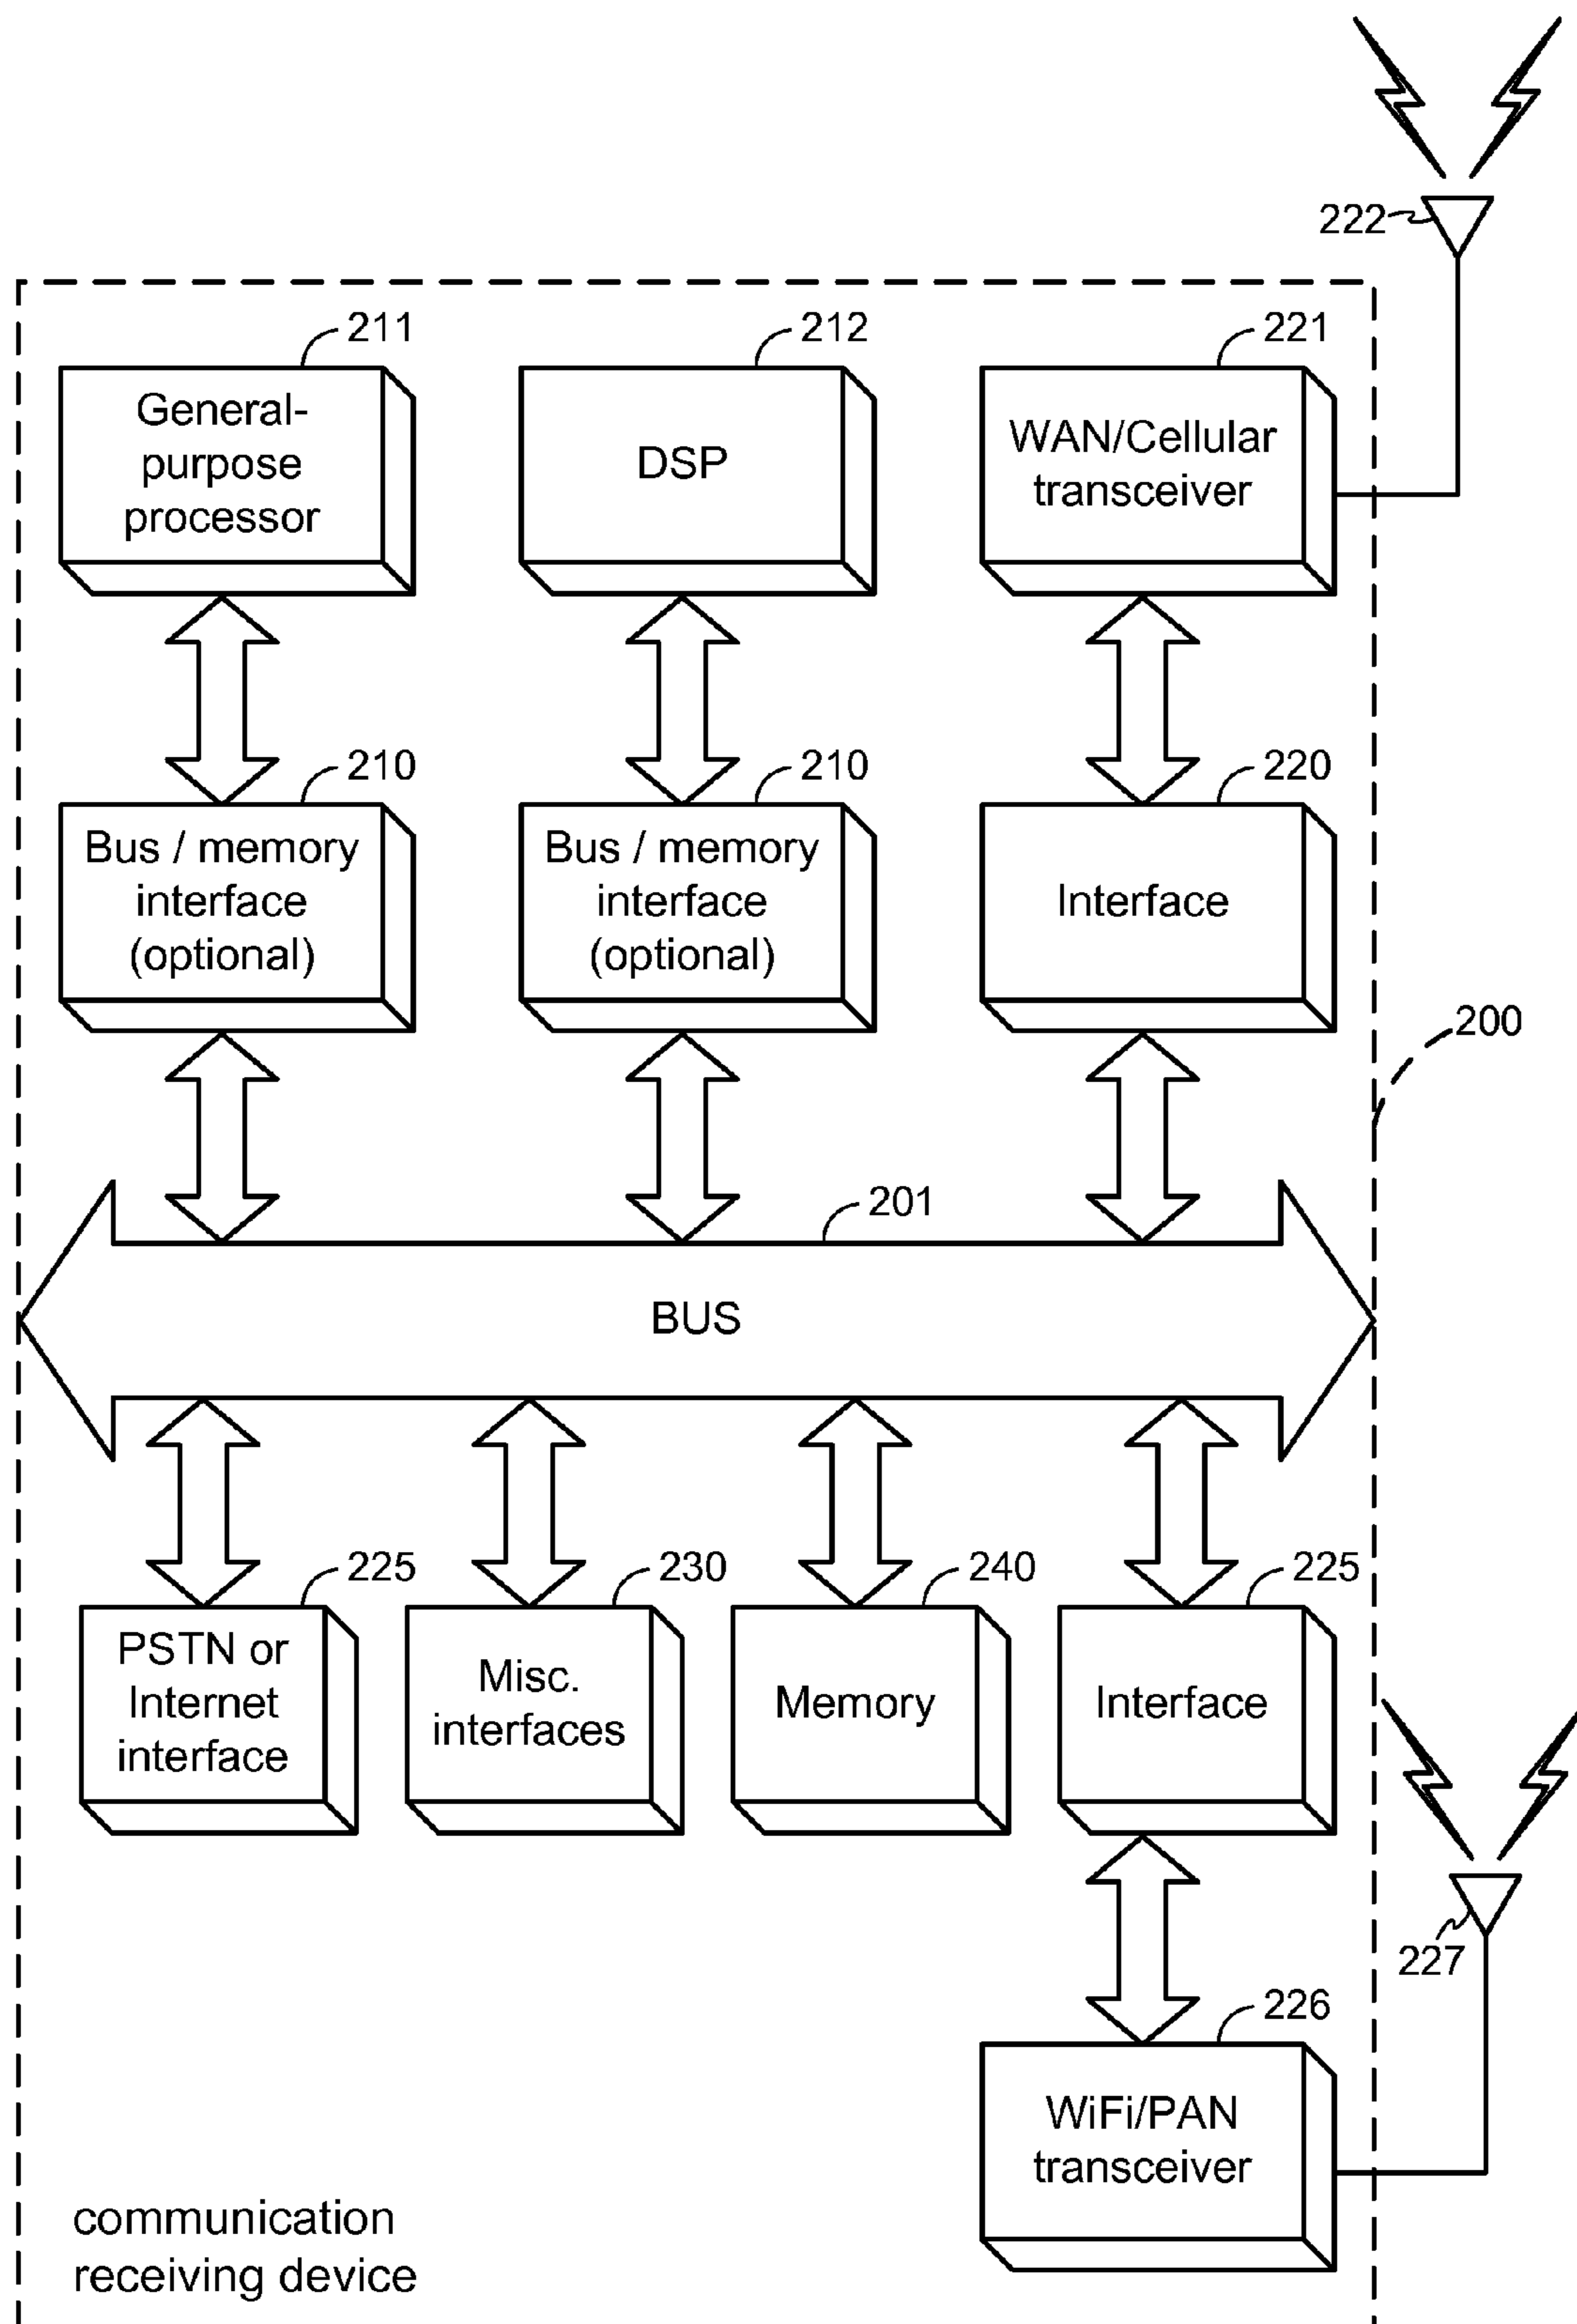 222
211
212
221
General-
purpose
processor
DSP
WAN/Cellular
transceiver
210
210
220
Bus / memory
interface
(optional)
Bus / memory
interface
(optional)
Interface
200
201
BUS
225
230
240
225
PSTN or
Internet
interface
Misc.
interfaces
Memory
Interface
227
226
WiFi/PAN
transceiver
communication
receiving device